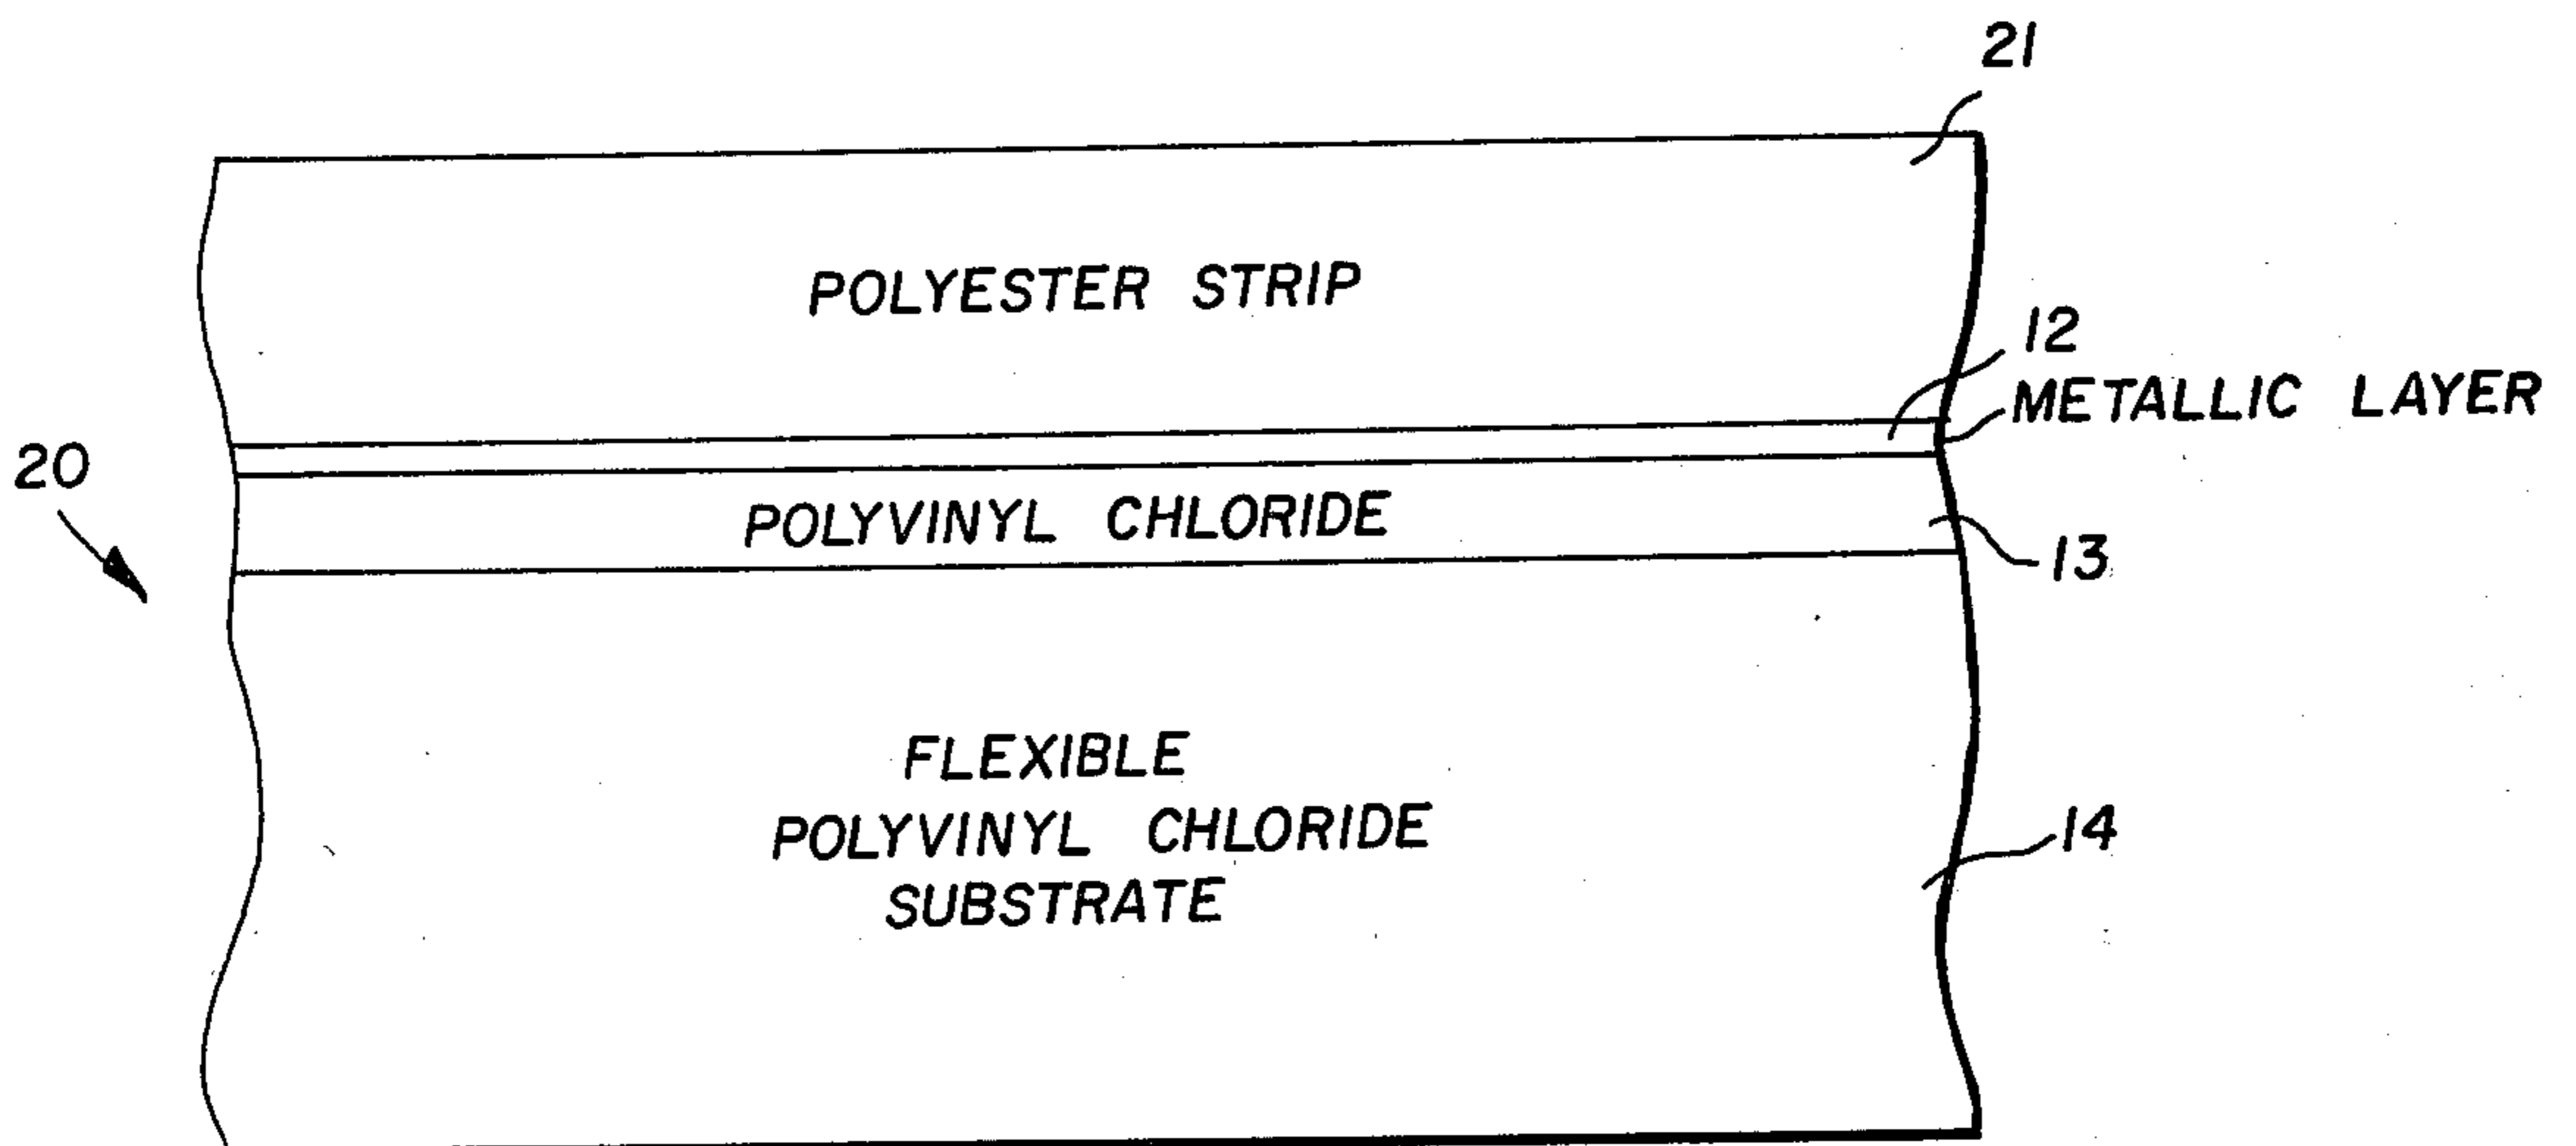 21
POLYESTER STRIP
12
METALLIC LAYER
20
POLYVINYL CHLORIDE
13
FLEXIBLE
POLYVINYL CHLORIDE
14
SUBSTRATE